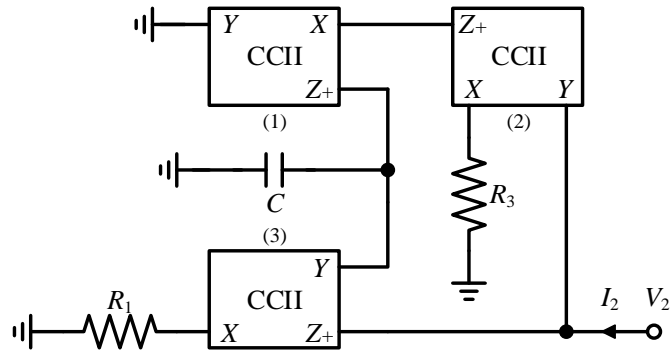 Y X
CCII
Z+
(1)
Z+
CCII
X Y
(2)
C
R3
(3)
Y
CCII
X Z+
R1
I2 V2